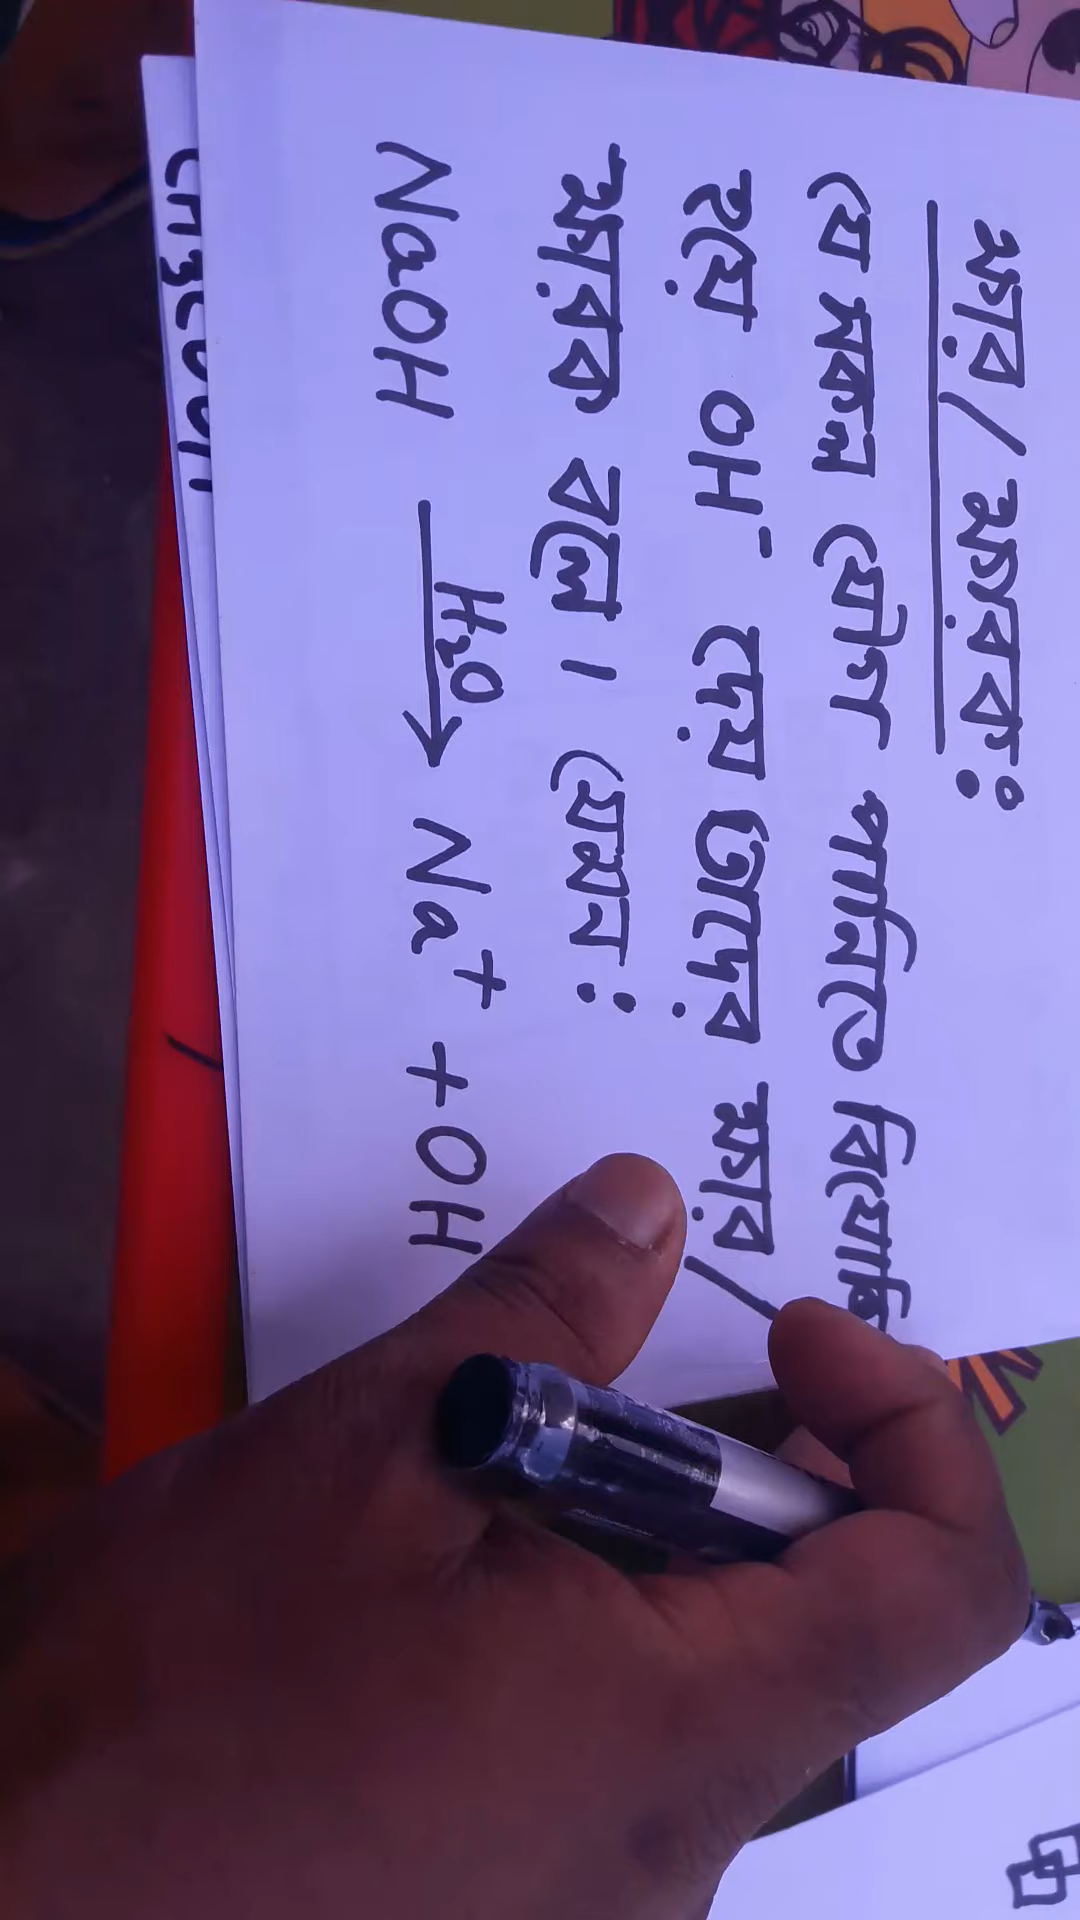 ক্ষার/ক্ষারক:
যে সকল যৌগ পানিতে বিয়োজি
হয়ে OH⁻ দেয় তাদের ক্ষার/
ক্ষারক বলে। যেমন:
NaOH —H₂O→ Na⁺ + OH